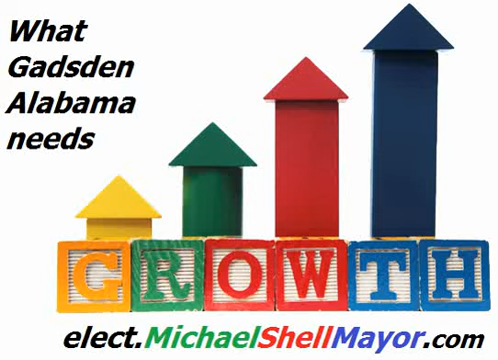 What
Gadsden
Alabama
needs
GROWTH
elect.MichaelShellMayor.com